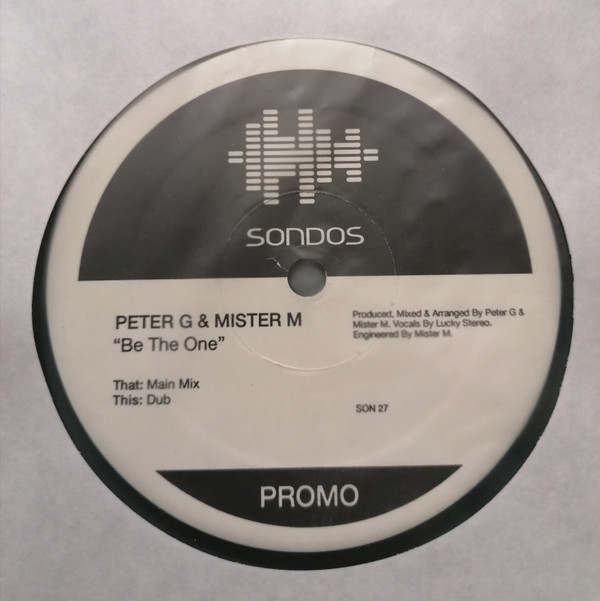 SONDOS
PETER G & MISTER M
"Be The One"
That: Main Mix
This: Dub
Produced, Mixed & Arranged By Peter G &
Mister M. Vocals By Lucky Stereo.
Engineered By Mister M.
SON 27
PROMO